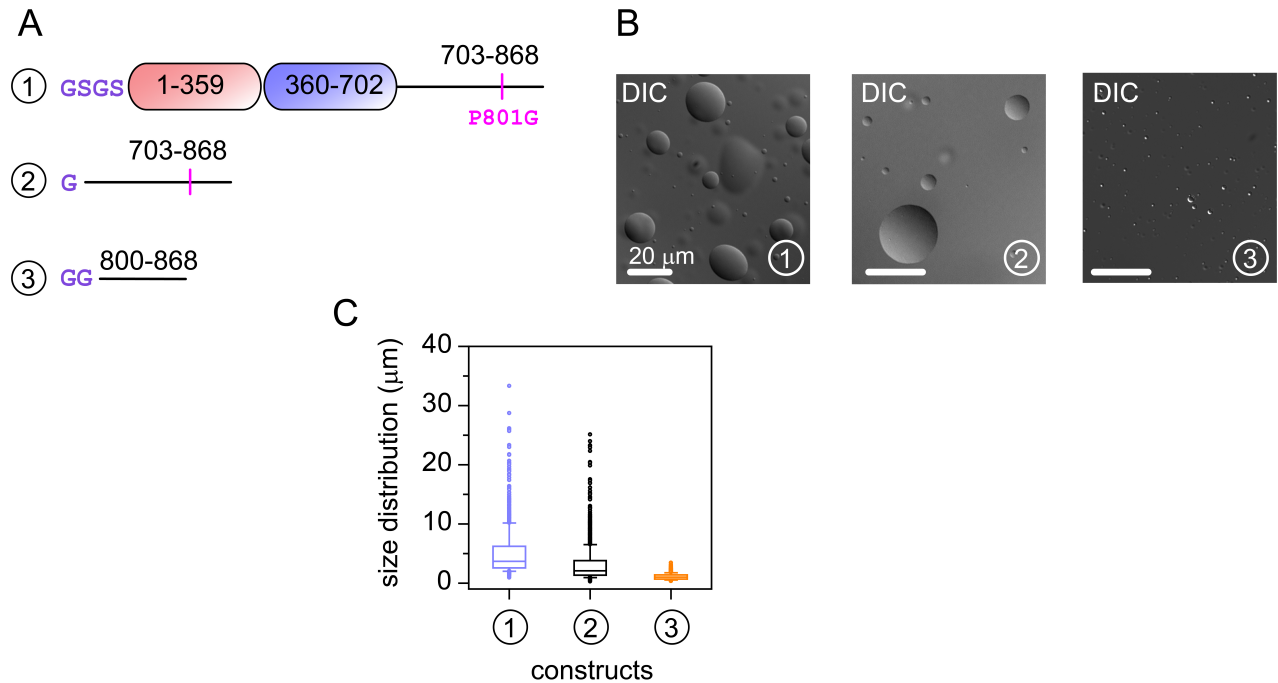 A
① GSGS 1-359 360-702 703-868
P801G
703-868
② G
800-868
③ GG
B
DIC
20 μm
①
DIC
②
DIC
③
C
size distribution (μm)
40
30
20
10
0
① ② ③
constructs